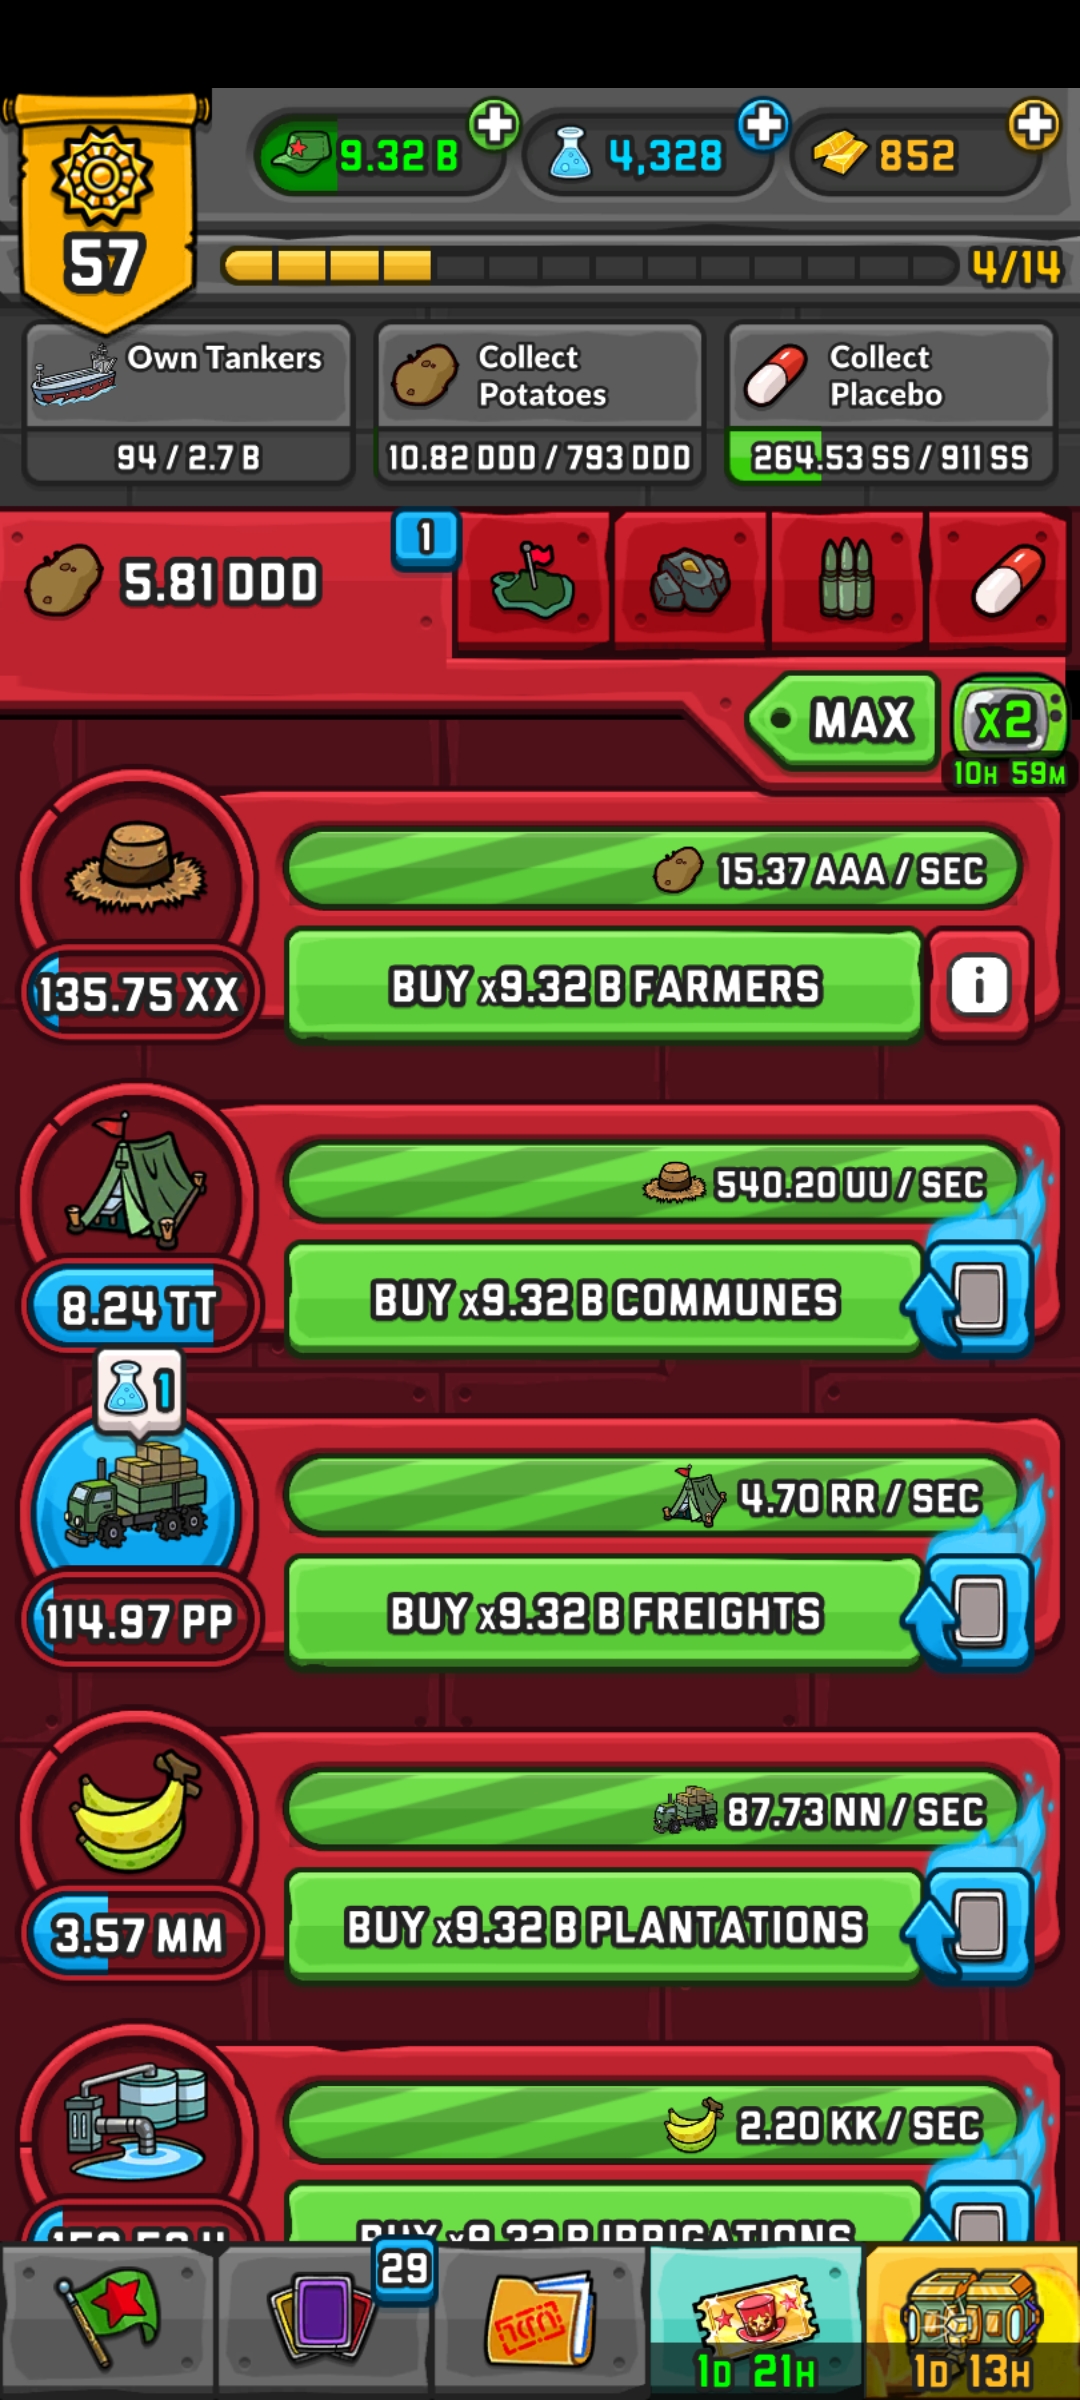 9.32 B
4,328
852
57
4/14
Own Tankers
94 / 2.7 B
Collect
Potatoes
10.82 DDD / 793 DDD
Collect
Placebo
264.53 SS / 911 SS
5.81 DDD
1
MAX
x2
10H 59M
15.37 AAA / SEC
135.75 XX
BUY x9.32 B FARMERS
i
540.20 UU / SEC
8.24 TT
BUY x9.32 B COMMUNES
1
4.70 RR / SEC
114.97 PP
BUY x9.32 B FREIGHTS
87.73 NN / SEC
3.57 MM
BUY x9.32 B PLANTATIONS
2.20 KK / SEC
BUY x9.32 B IRRIGATIONS
29
1D 21H
1D 13H